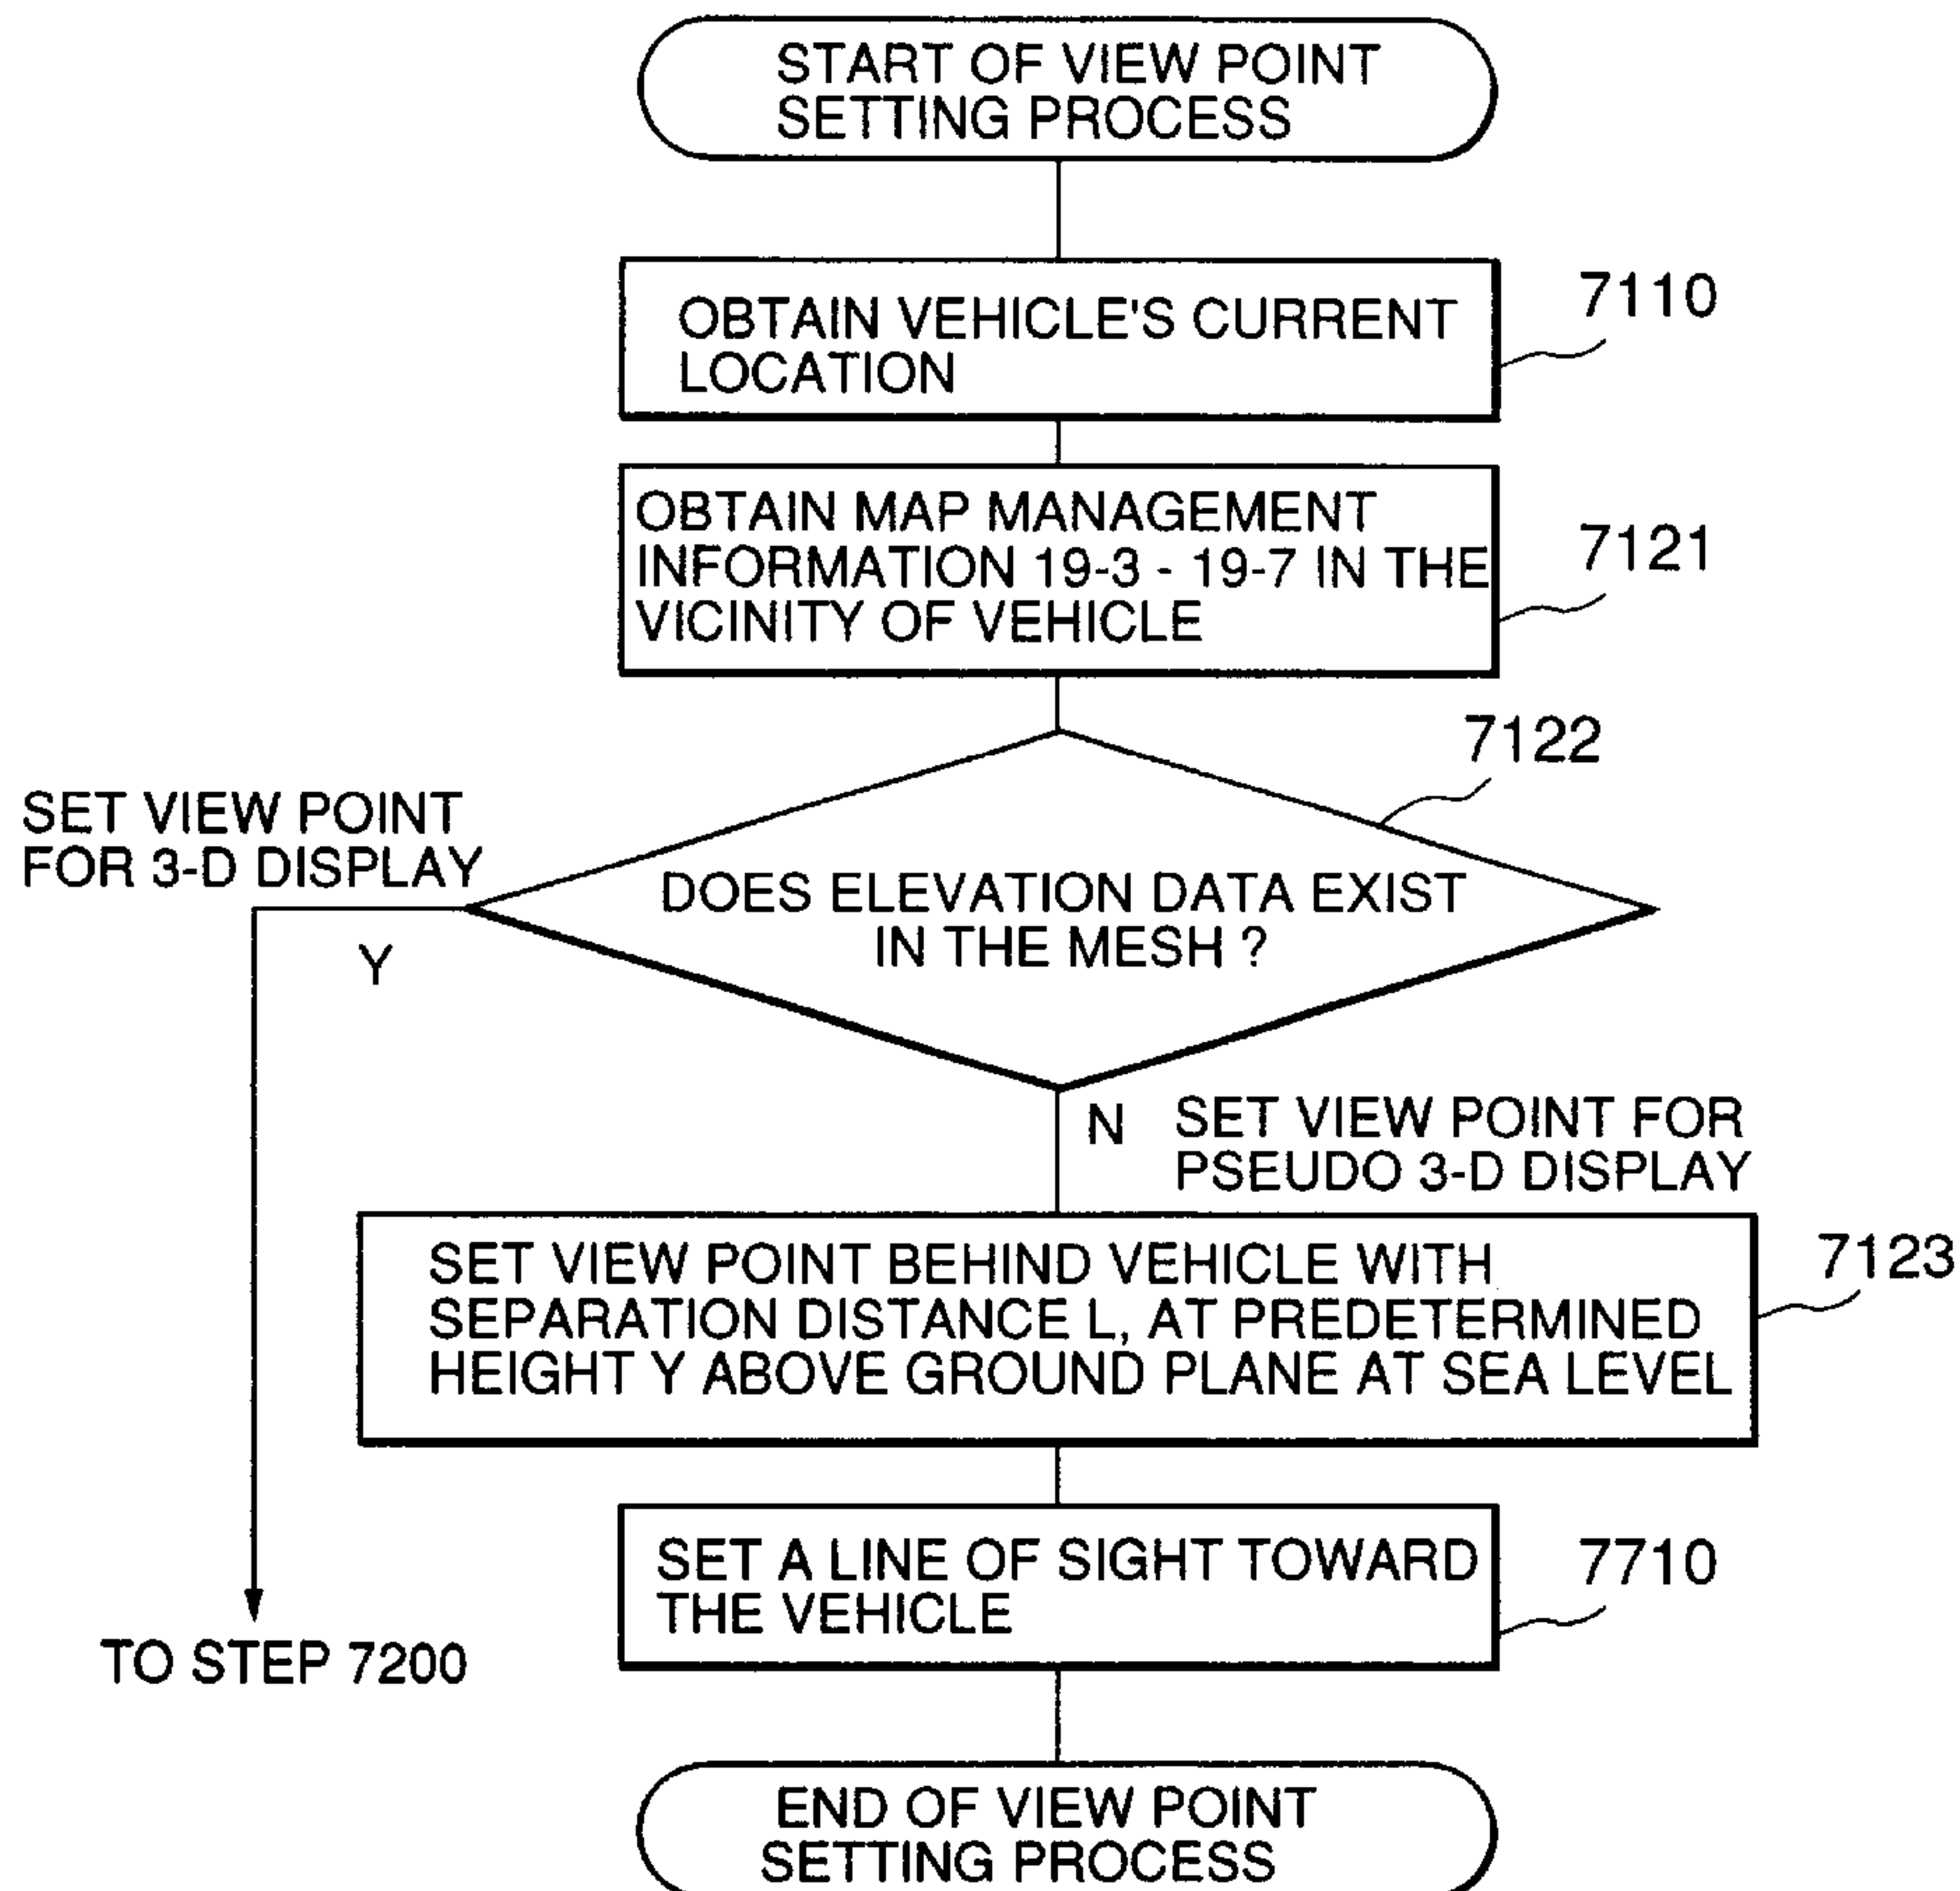 START OF VIEW POINT
SETTING PROCESS
OBTAIN VEHICLE'S CURRENT
LOCATION
7110
OBTAIN MAP MANAGEMENT
INFORMATION 19-3 - 19-7 IN THE
VICINITY OF VEHICLE
7121
7122
SET VIEW POINT
FOR 3-D DISPLAY
DOES ELEVATION DATA EXIST
IN THE MESH ?
Y
N
SET VIEW POINT FOR
PSEUDO 3-D DISPLAY
SET VIEW POINT BEHIND VEHICLE WITH
SEPARATION DISTANCE L, AT PREDETERMINED
HEIGHT Y ABOVE GROUND PLANE AT SEA LEVEL
7123
SET A LINE OF SIGHT TOWARD
THE VEHICLE
7710
TO STEP 7200
END OF VIEW POINT
SETTING PROCESS